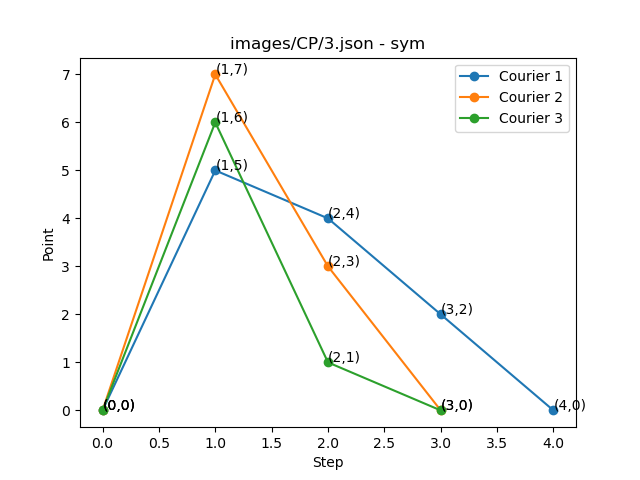 images/CP/3.json - sym
Courier 1
Courier 2
Courier 3
Point
7
6
5
4
3
2
1
0
(1,7)
(1,6)
(1,5)
(2,4)
(2,3)
(3,2)
(2,1)
(0,0)
(3,0)
(4,0)
0.0 0.5 1.0 1.5 2.0 2.5 3.0 3.5 4.0
Step